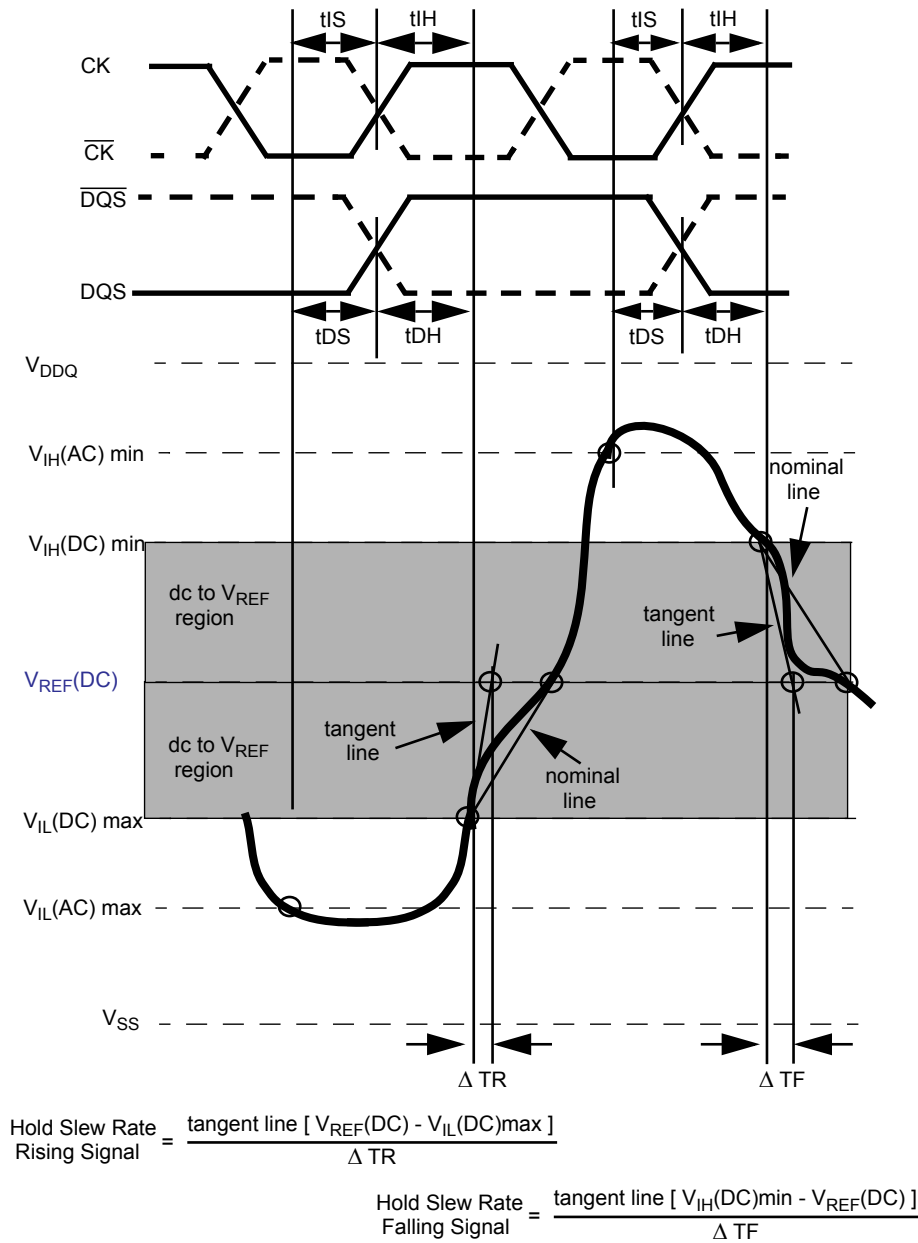 tIS tIH tIS tIH
CK
CK
DQS
DQS
tDS tDH tDS tDH
VDDQ
VIH(AC) min
nominal
line
VIH(DC) min
dc to VREF
region
tangent
line
VREF(DC)
tangent
line
dc to VREF
region
nominal
line
VIL(DC) max
VIL(AC) max
VSS
Δ TR Δ TF
Hold Slew Rate
Rising Signal = tangent line [ VREF(DC) - VIL(DC)max ]
Δ TR
Hold Slew Rate
Falling Signal = tangent line [ VIH(DC)min - VREF(DC) ]
Δ TF